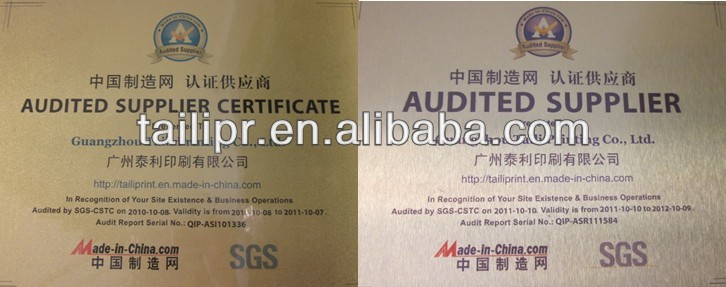 Audited Supplier
中国制造网 认证供应商
AUDITED SUPPLIER CERTIFICATE
Guangzhou
广州泰利印刷有限公司
http://tailiprint.en.made-in-china.com
In Recognition of Your Site Existence & Business Operations
Audited by SGS-CSTC on 2010-10-08. Validity is from 2010-10-08 to 2011-10-07.
Audit Report Serial No.: QIP-ASI101336
Made-in-China.com
中国制造网
SGS
Audited Supplier
中国制造网 认证供应商
AUDITED SUPPLIER
Co., Ltd.
广州泰利印刷有限公司
http://tailiprint.en.made-in-china.com
In Recognition of Your Site Existence & Business Operations
Audited by SGS-CSTC on 2011-10-10. Validity is from 2011-10-10 to 2012-10-09.
Audit Report Serial No.: QIP-ASR111584
Made-in-China.com
中国制造网
SGS
tailipr.en.alibaba.com